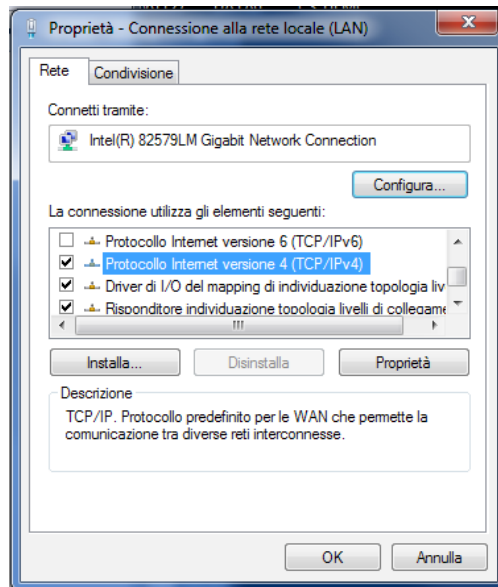 Proprietà - Connessione alla rete locale (LAN)
Rete
Condivisione
Connetti tramite:
Intel(R) 82579LM Gigabit Network Connection
Configura...
La connessione utilizza gli elementi seguenti:
Protocollo Internet versione 6 (TCP/IPv6)
Protocollo Internet versione 4 (TCP/IPv4)
Driver di I/O del mapping di individuazione topologia liv
Risponditore individuazione topologia livelli di collegame
Installa...
Disinstalla
Proprietà
Descrizione
TCP/IP. Protocollo predefinito per le WAN che permette la
comunicazione tra diverse reti interconnesse.
OK
Annulla